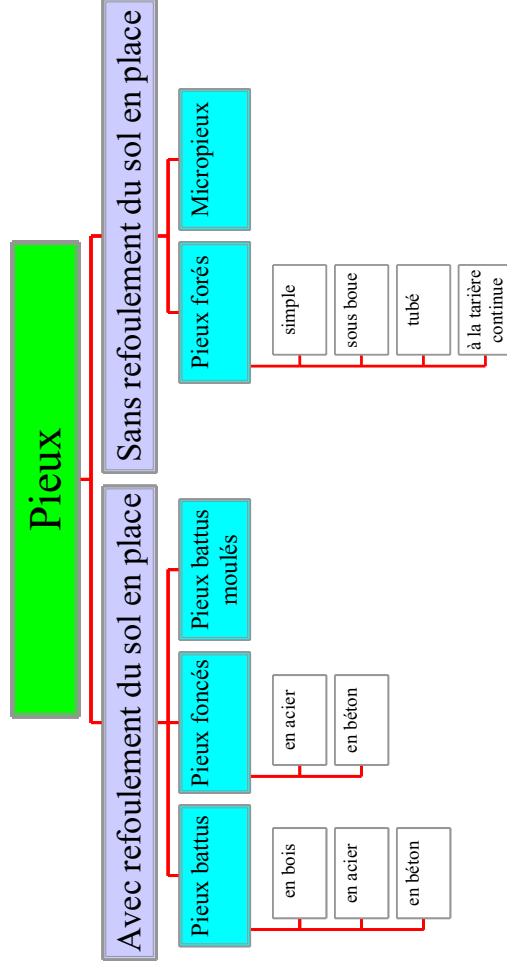 Pieux
Avec refoulement du sol en place
Sans refoulement du sol en place
Pieux battus
Pieux foncés
Pieux battus
moulés
Pieux forés
Micropieux
en bois
en acier
en béton
en acier
en béton
simple
sous boue
tubé
à la tarière
continue